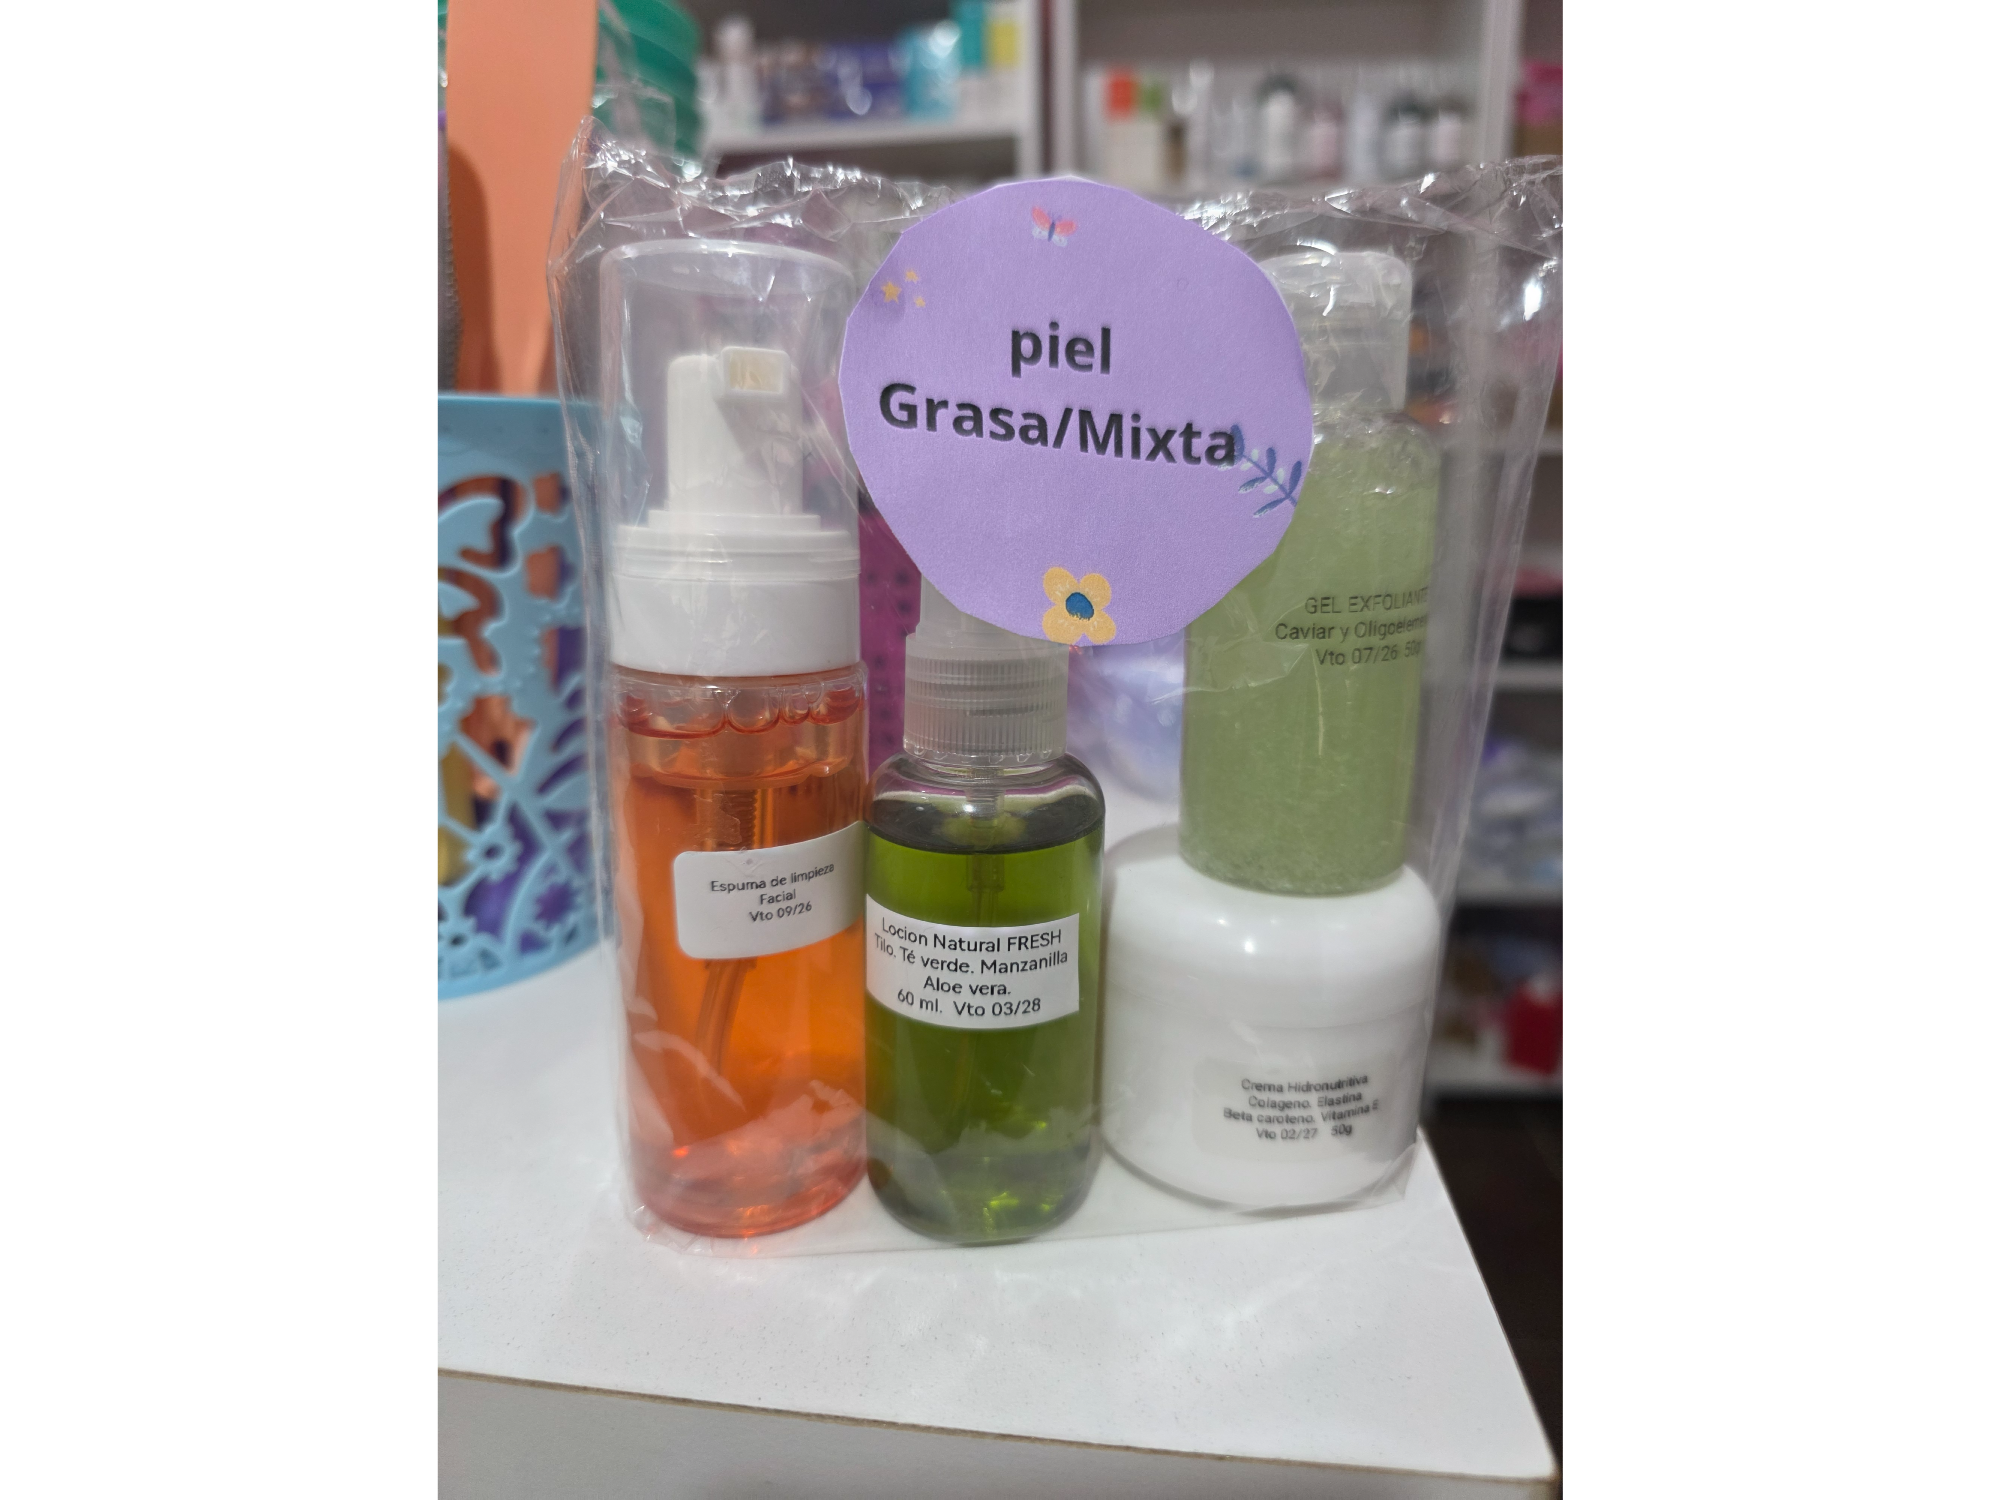 piel
Grasa/Mixta
GEL EXFOLIANTE
Caviar y
Vto 07/26 50g
Espuma de limpieza
Facial
Vto 09/26
Locion Natural FRESH
Tilo. Té verde. Manzanilla
Aloe vera.
60 ml. Vto 03/28
Crema Hidronutritiva
Colageno. Elastina
Beta caroteno. Vitamina E
Vto 02/27 50g